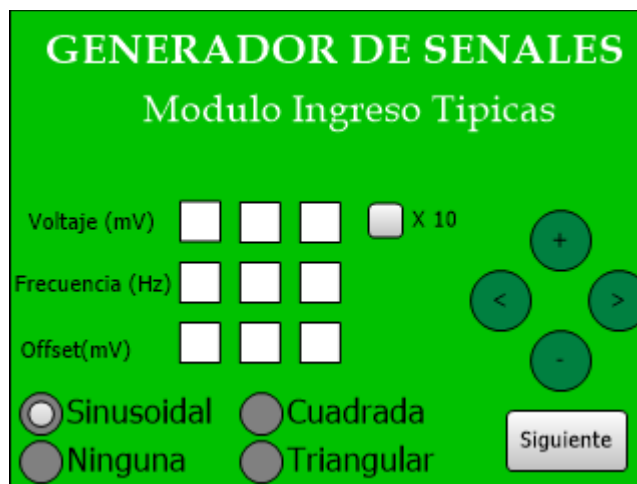 GENERADOR DE SENALES
Modulo Ingreso Tipicas
Voltaje (mV) X 10
+
Frecuencia (Hz) < >
Offset(mV) -
Sinusoidal Cuadrada
Siguiente
Ninguna Triangular